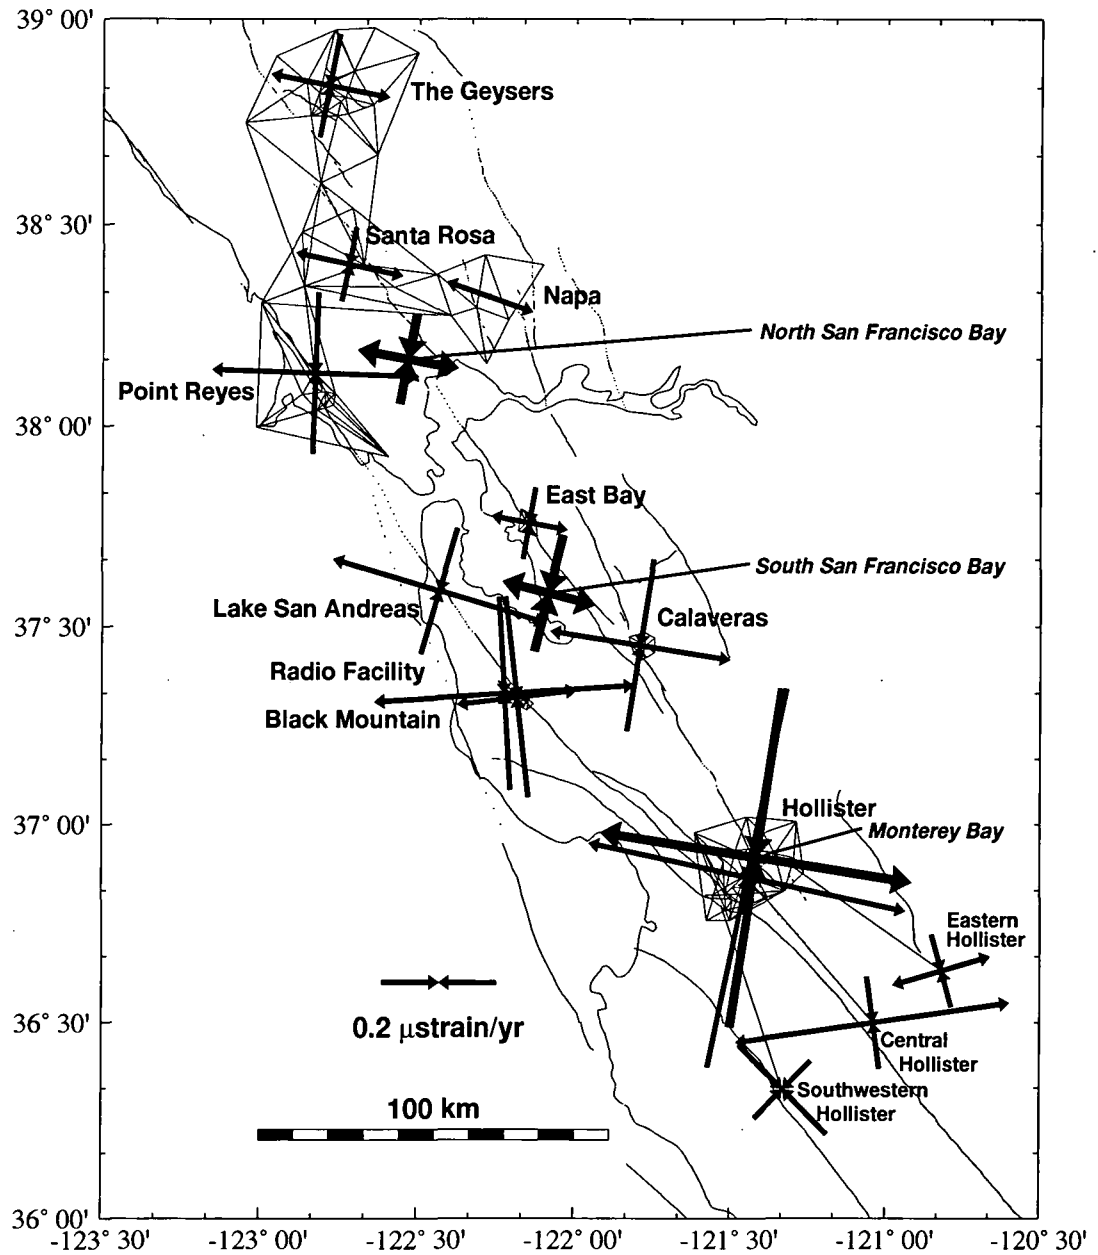 39° 00'
The Geysers
38° 30'
Santa Rosa
Napa
North San Francisco Bay
Point Reyes
38° 00'
East Bay
South San Francisco Bay
Lake San Andreas
37° 30'
Calaveras
Radio Facility
Black Mountain
37° 00'
Hollister
Monterey Bay
Eastern
Hollister
0.2 μstrain/yr
36° 30'
Central
Hollister
Southwestern
Hollister
100 km
36° 00'
-123° 30' -123° 00' -122° 30' -122° 00' -121° 30' -121° 00' -120° 30'